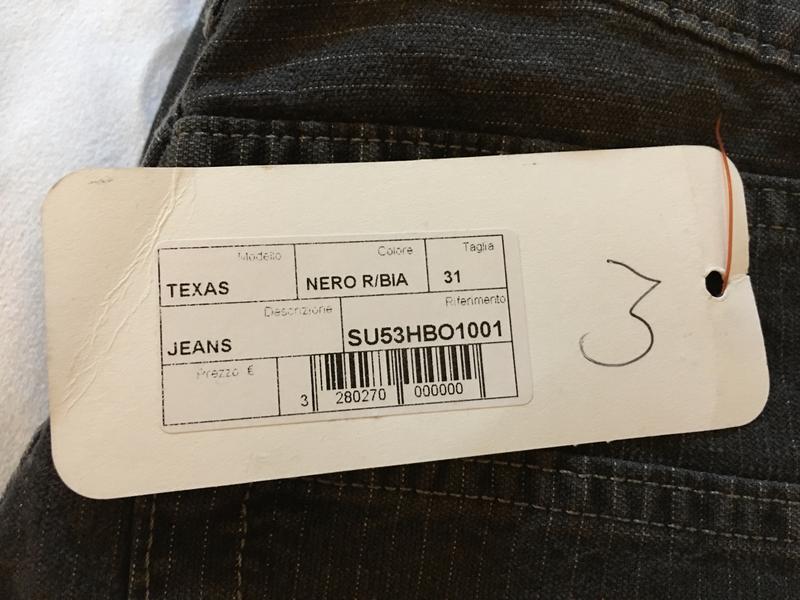 Modello Colore Taglia
TEXAS NERO R/BIA 31
Descrizione Riferimento
JEANS SU53HBO1001
Prezzo €
3 280270 000000
3